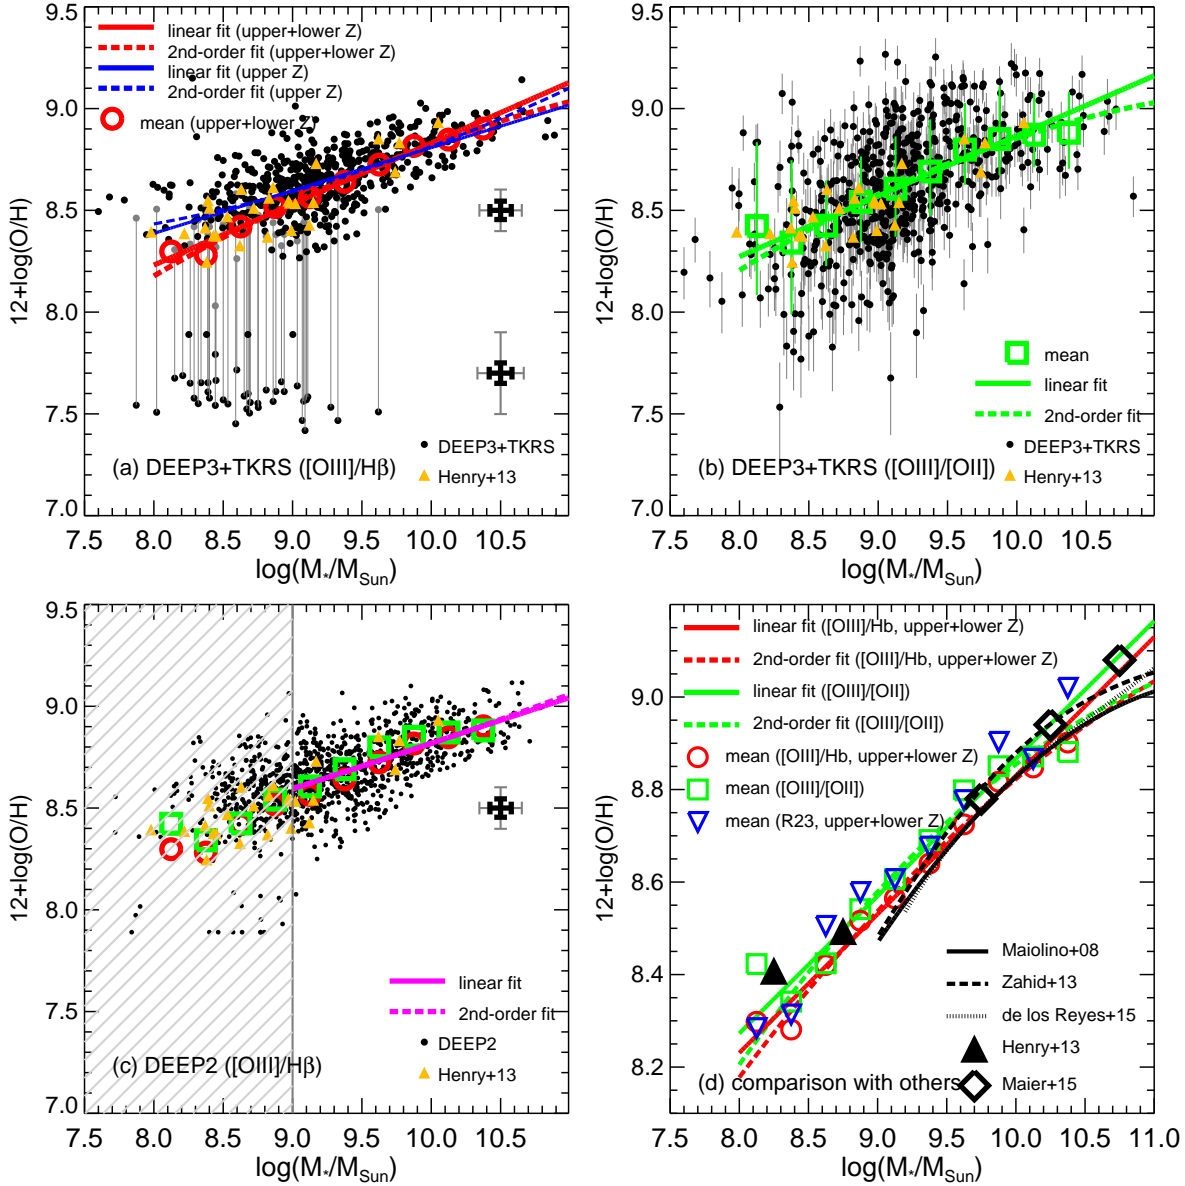 9.5
9.0
8.5
8.0
7.5
7.0
12+log(O/H)
linear fit (upper+lower Z)
2nd-order fit (upper+lower Z)
linear fit (upper Z)
2nd-order fit (upper Z)
mean (upper+lower Z)
DEEP3+TKRS
Henry+13
(a) DEEP3+TKRS ([OIII]/Hβ)
7.5 8.0 8.5 9.0 9.5 10.0 10.5
log(M*/MSun)
9.5
9.0
8.5
8.0
7.5
7.0
12+log(O/H)
mean
linear fit
2nd-order fit
DEEP3+TKRS
Henry+13
(b) DEEP3+TKRS ([OIII]/[OII])
7.5 8.0 8.5 9.0 9.5 10.0 10.5
log(M*/MSun)
9.5
9.0
8.5
8.0
7.5
7.0
12+log(O/H)
linear fit
2nd-order fit
DEEP2
Henry+13
(c) DEEP2 ([OIII]/Hβ)
7.5 8.0 8.5 9.0 9.5 10.0 10.5
log(M*/MSun)
9.0
8.8
8.6
8.4
8.2
12+log(O/H)
linear fit ([OIII]/Hb, upper+lower Z)
2nd-order fit ([OIII]/Hb, upper+lower Z)
linear fit ([OIII]/[OII])
2nd-order fit ([OIII]/[OII])
mean ([OIII]/Hb, upper+lower Z)
mean ([OIII]/[OII])
mean (R23, upper+lower Z)
Maiolino+08
Zahid+13
de los Reyes+15
Henry+13
Maier+15
(d) comparison with others
7.5 8.0 8.5 9.0 9.5 10.0 10.5 11.0
log(M*/MSun)